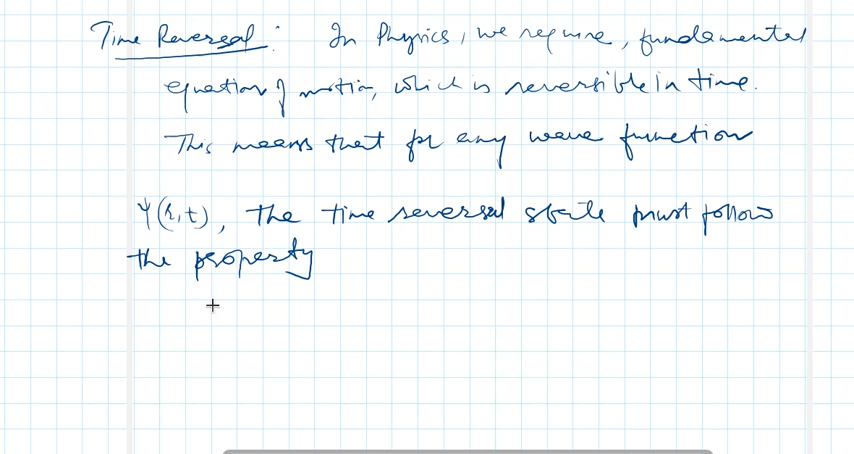 Time Reversal : In Physics, we require, fundamental
equation of motion, which is reversible in time.
This means that for any wave function
Ψ(r,t), the time reversal state must follow
the property